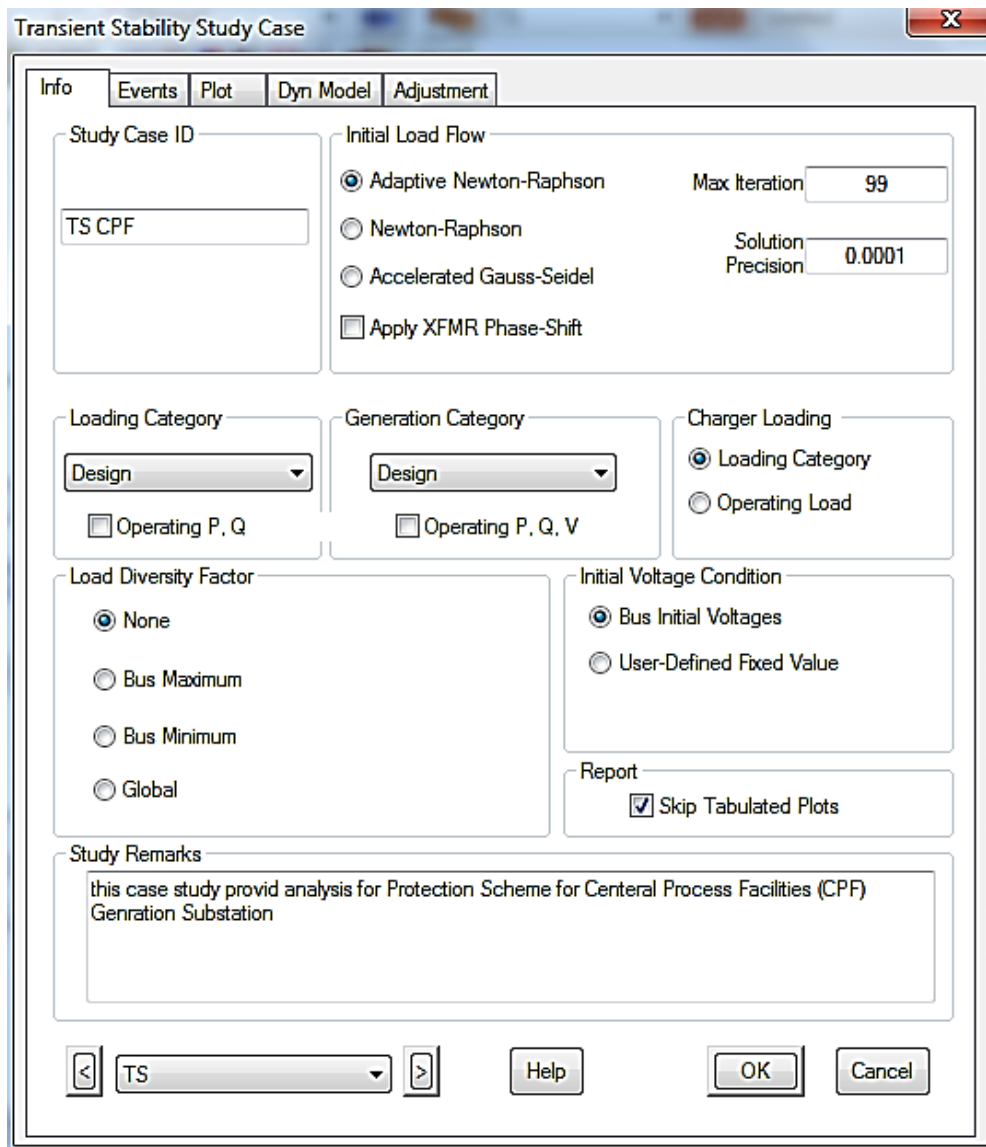 Transient Stability Study Case
x
Info Events Plot Dyn Model Adjustment
Study Case ID
TS CPF
Initial Load Flow
Adaptive Newton-Raphson
Newton-Raphson
Accelerated Gauss-Seidel
Apply XFMR Phase-Shift
Max Iteration 99
Solution
Precision 0.0001
Loading Category
Design
Operating P, Q
Generation Category
Design
Operating P, Q, V
Charger Loading
Loading Category
Operating Load
Load Diversity Factor
None
Bus Maximum
Bus Minimum
Global
Initial Voltage Condition
Bus Initial Voltages
User-Defined Fixed Value
Report
Skip Tabulated Plots
Study Remarks
this case study provid analysis for Protection Scheme for Centeral Process Facilities (CPF)
Genration Substation
< TS > Help OK Cancel